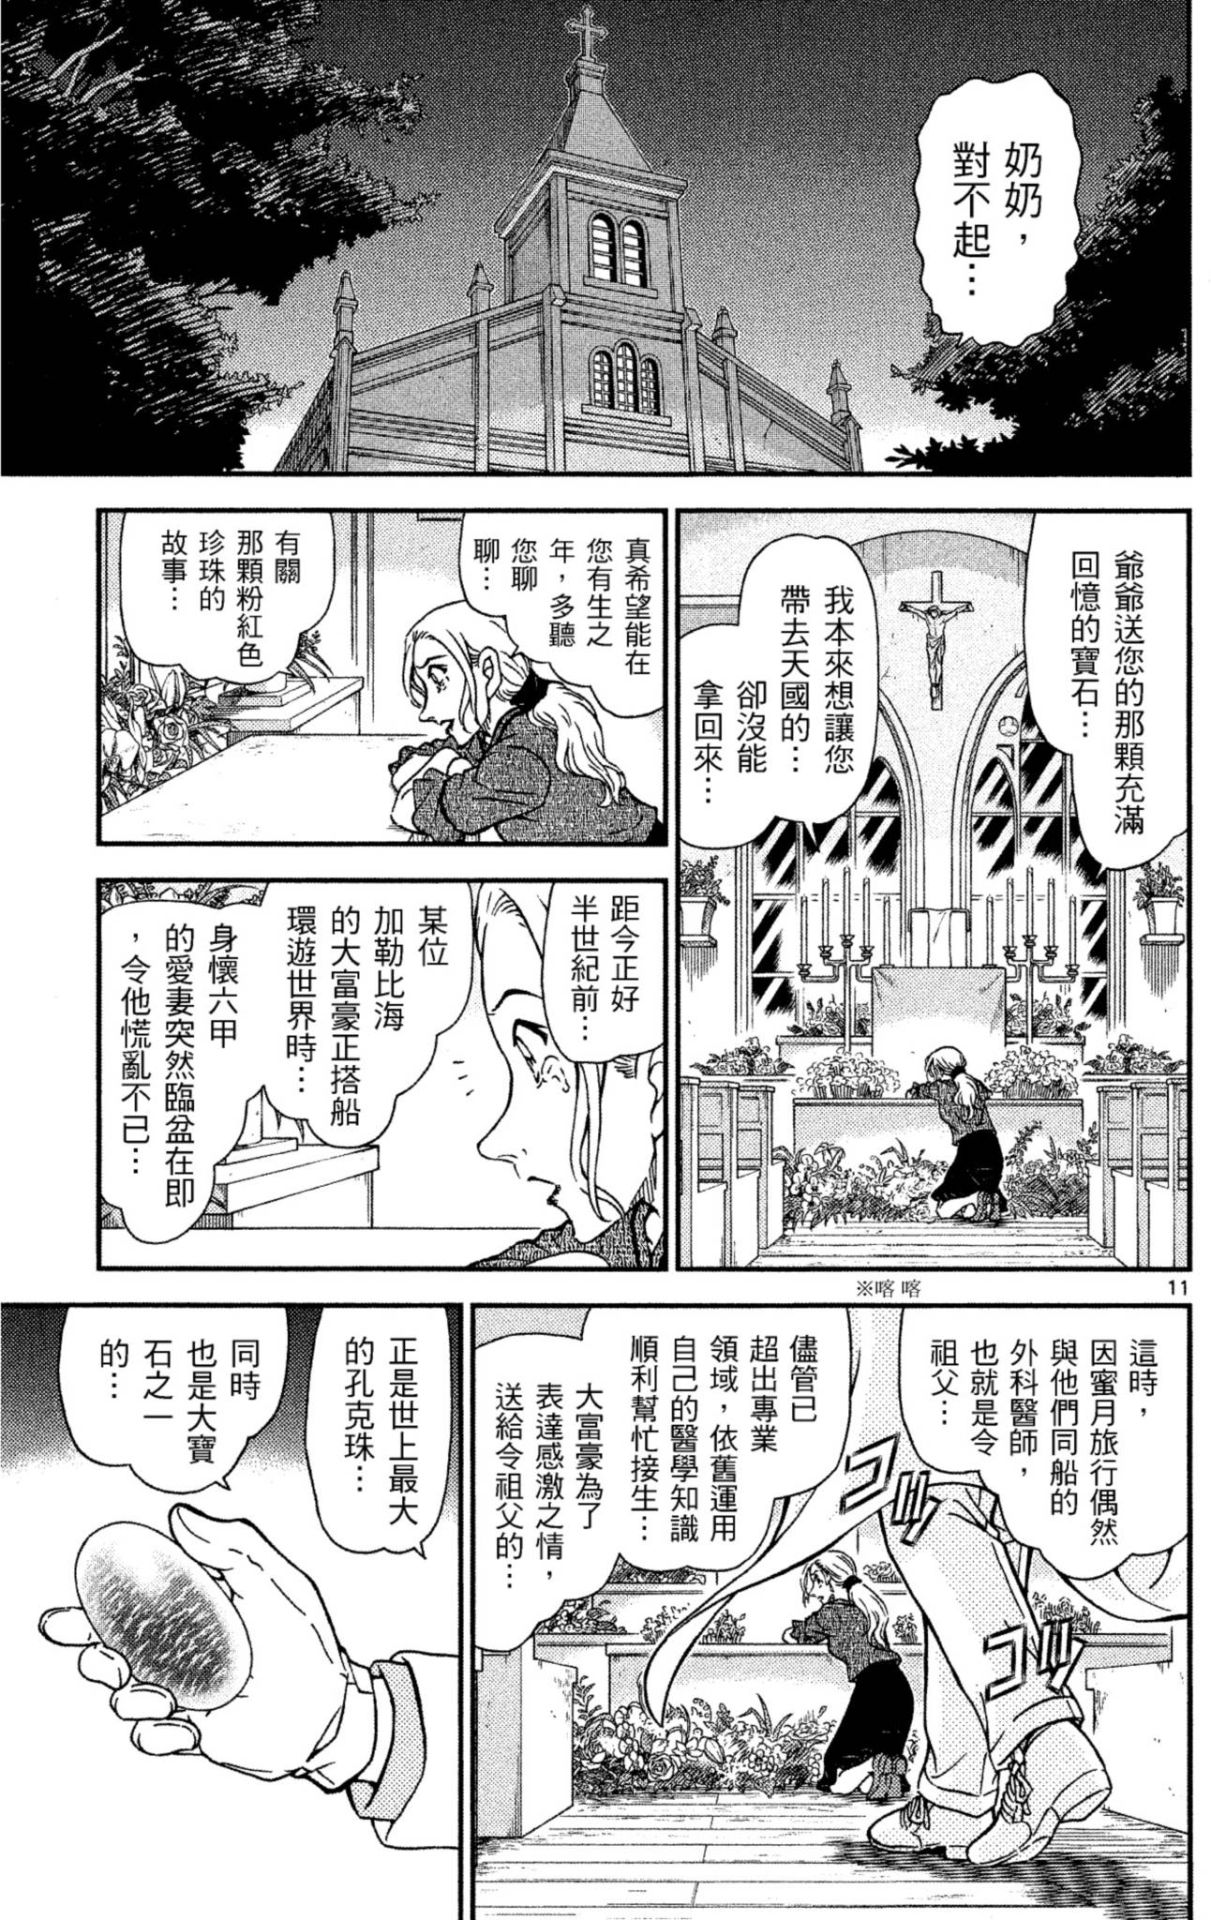 奶奶，
對不起…
爺爺送您的那顆充滿
回憶的寶石…
我本來想讓您
帶去天國的…
卻沒能
拿回來…
真希望能在
您有生之
年，多聽
您聊
聊…
有關
那顆粉紅色
珍珠的
故事…
距今正好
半世紀前…
某位
加勒比海
的大富豪正搭船
環遊世界時…
身懷六甲
的愛妻突然臨盆在即
，令他慌亂不已…
※喀 喀
11
這時，
因蜜月旅行偶然
與他們同船的
外科醫師，
也就是令
祖父…
儘管已
超出專業
領域，依舊運用
自己的醫學知識
順利幫忙接生…
大富豪為了
表達感激之情，
送給令祖父的…
コツ
コツ
正是世上最大
的孔克珠…
同時
也是大寶
石之一
的…